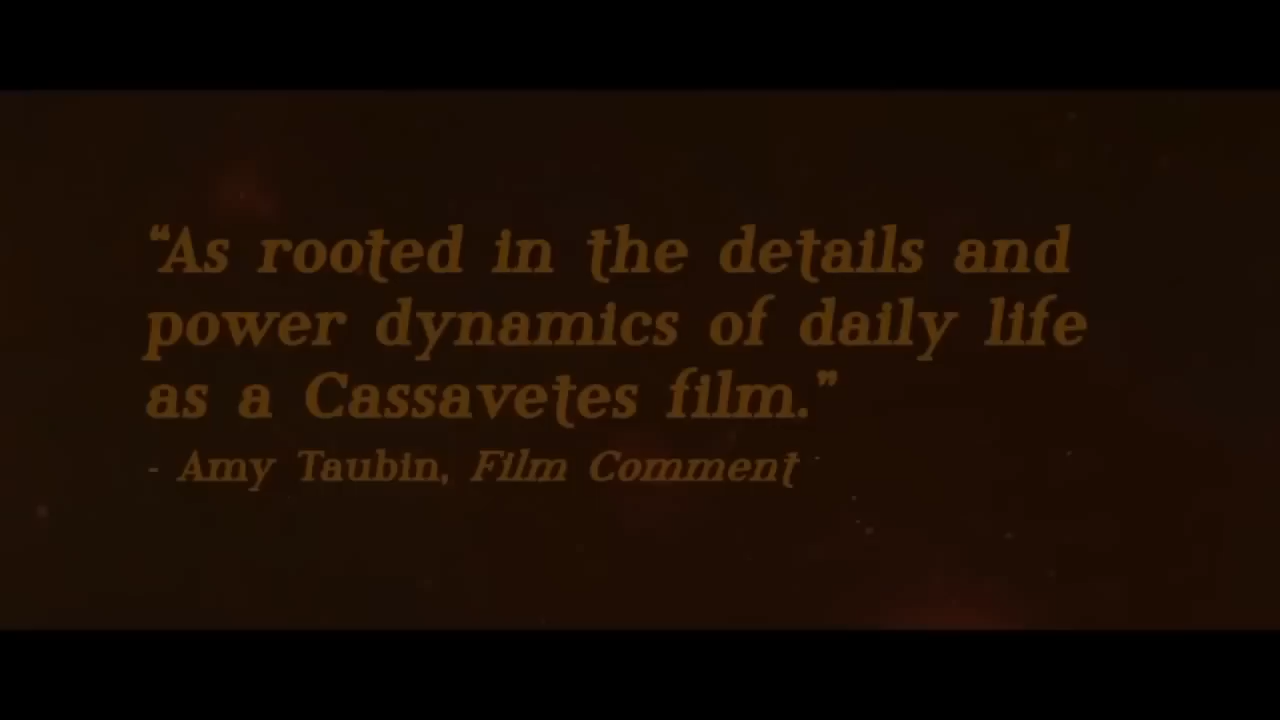 “As rooted in the details and
power dynamics of daily life
as a Cassavetes film.”
- Amy Taubin, Film Comment